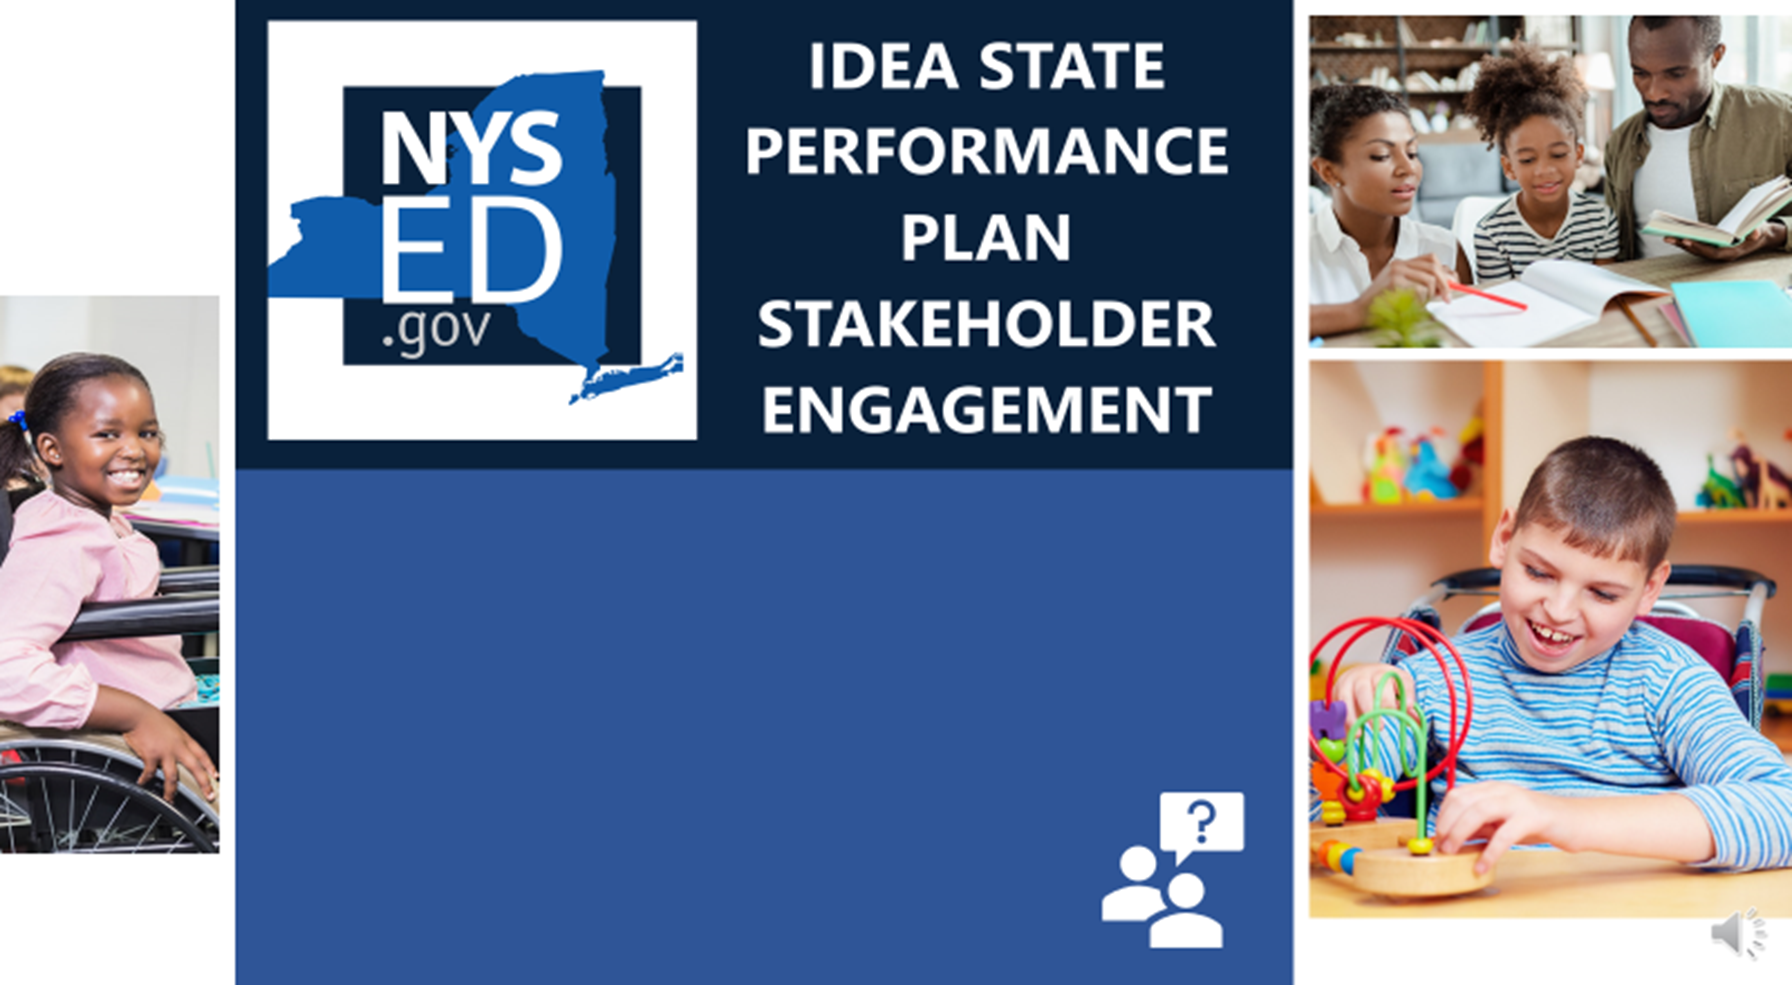 NYS
ED
.gov
IDEA STATE
PERFORMANCE
PLAN
STAKEHOLDER
ENGAGEMENT
?